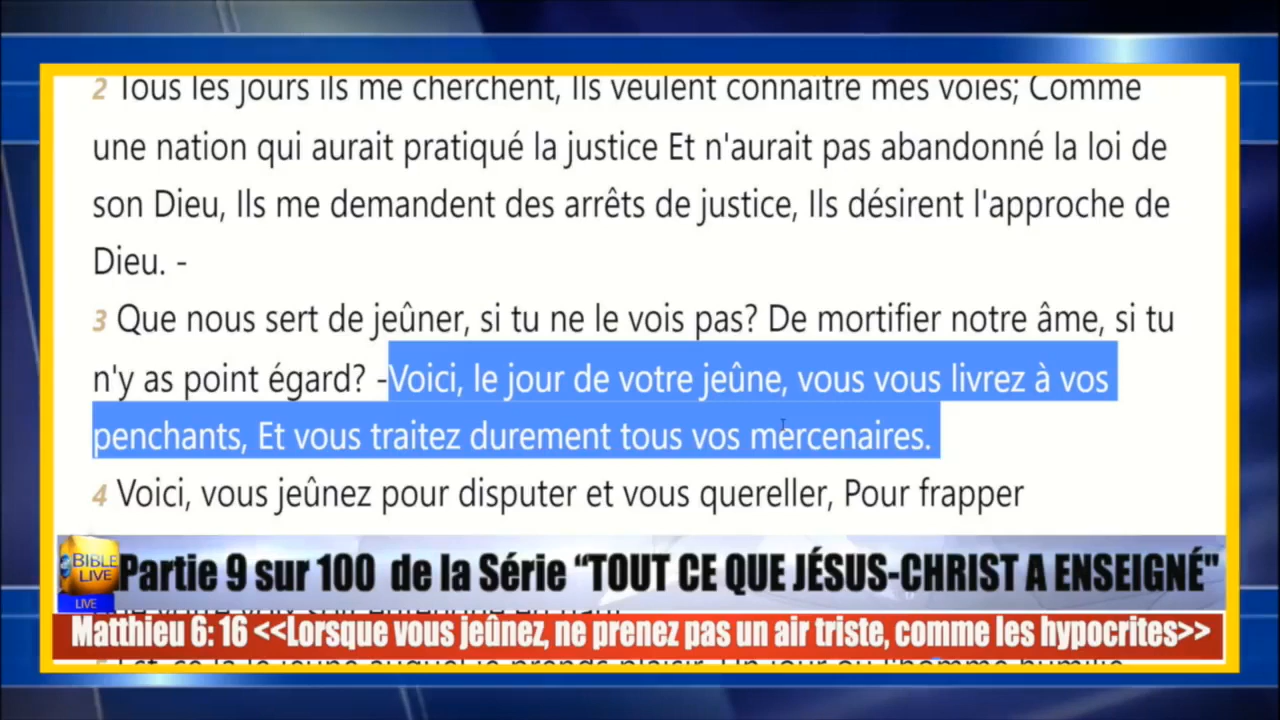 2 Tous les jours ils me cherchent, Ils veulent connaître mes voies; Comme
une nation qui aurait pratiqué la justice Et n'aurait pas abandonné la loi de
son Dieu, Ils me demandent des arrêts de justice, Ils désirent l'approche de
Dieu. -
3 Que nous sert de jeûner, si tu ne le vois pas? De mortifier notre âme, si tu
n'y as point égard? -Voici, le jour de votre jeûne, vous vous livrez à vos
penchants, Et vous traitez durement tous vos mercenaires.
4 Voici, vous jeûnez pour disputer et vous quereller, Pour frapper
BIBLE
LIVE
LIVE
Partie 9 sur 100 de la Série “TOUT CE QUE JÉSUS-CHRIST A ENSEIGNÉ"
Matthieu 6: 16 <<Lorsque vous jeûnez, ne prenez pas un air triste, comme les hypocrites>>